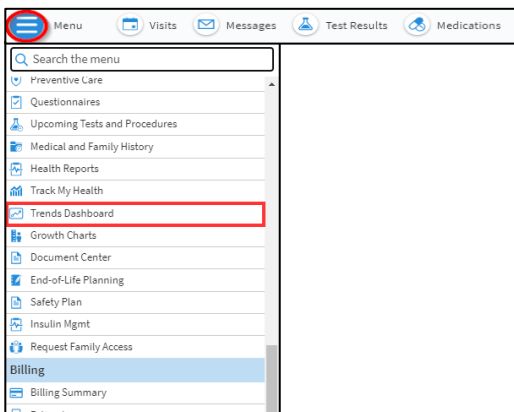 Menu Visits Messages Test Results Medications
Search the menu
Preventive Care
Questionnaires
Upcoming Tests and Procedures
Medical and Family History
Health Reports
Track My Health
Trends Dashboard
Growth Charts
Document Center
End-of-Life Planning
Safety Plan
Insulin Mgmt
Request Family Access
Billing
Billing Summary